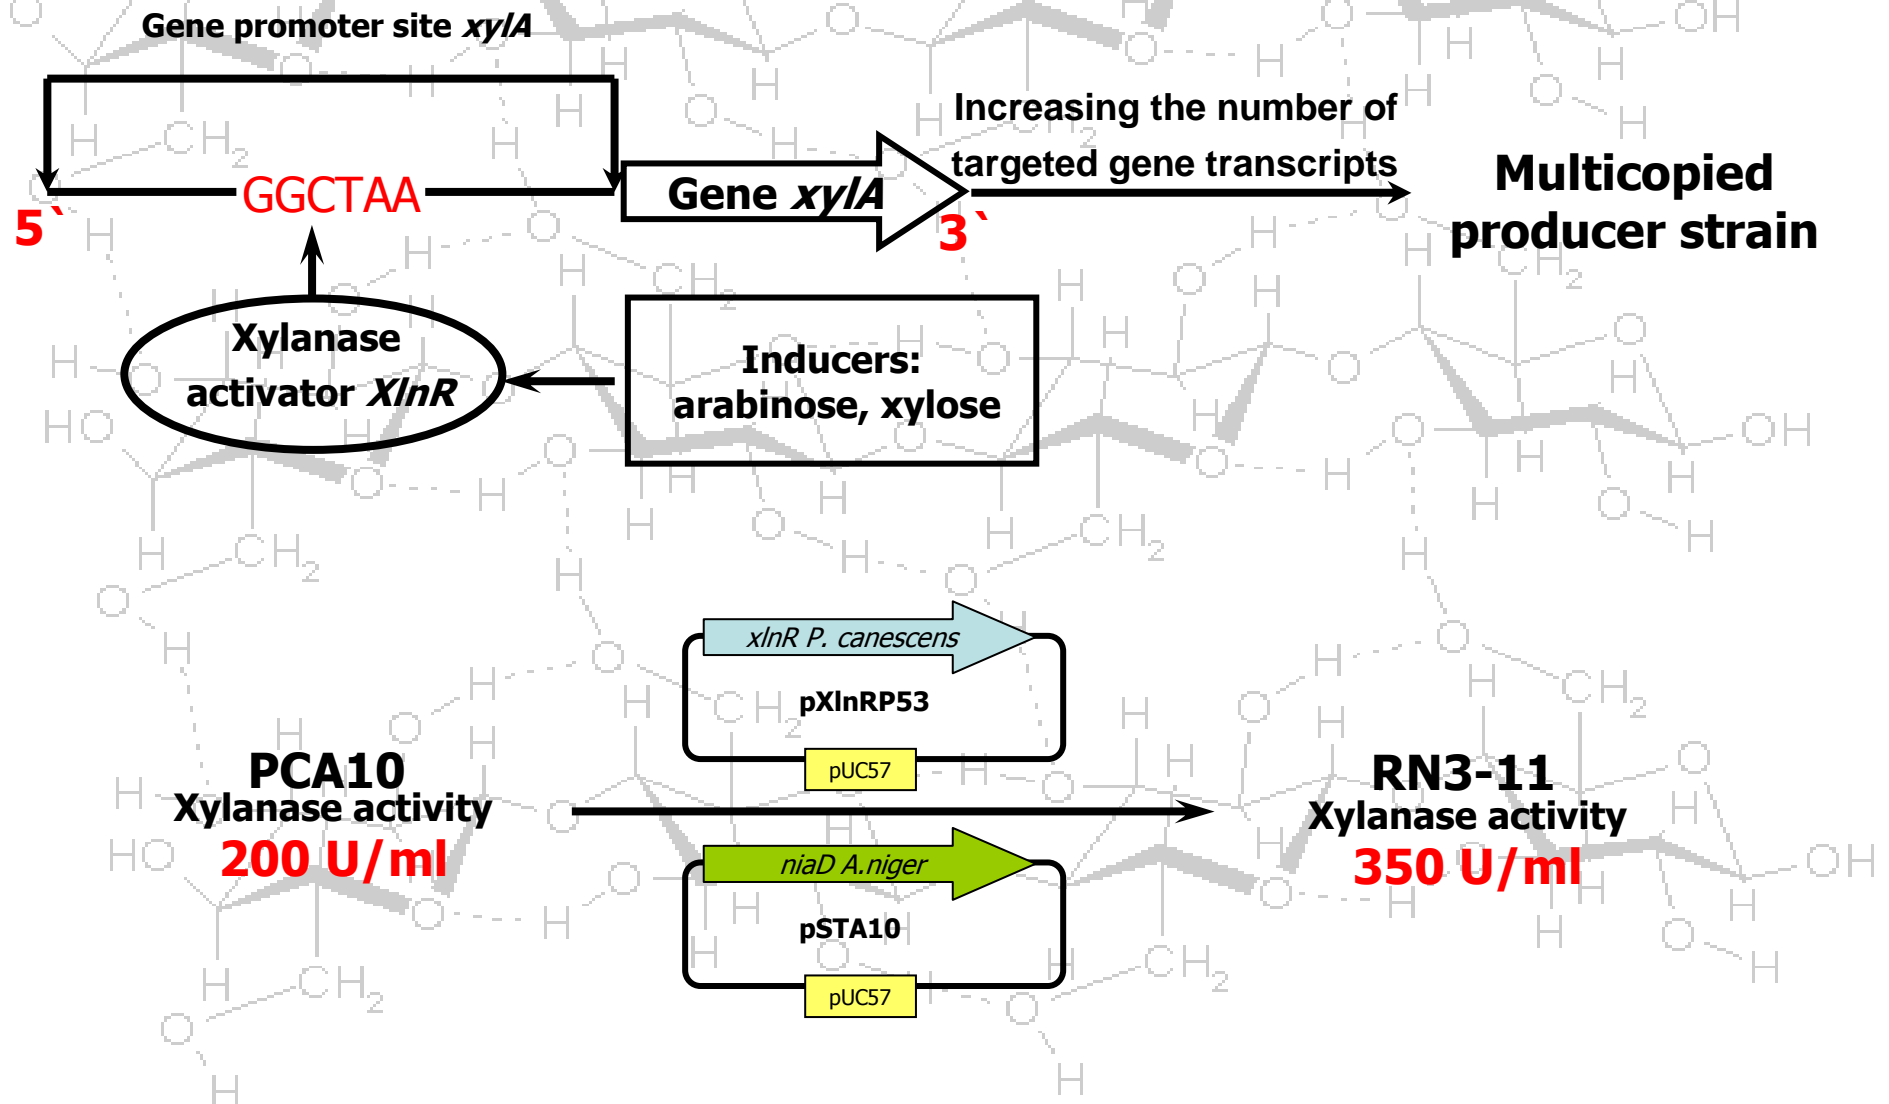 Gene promoter site xylA
Increasing the number of
targeted gene transcripts
GGCTAA
Gene xylA
5`
3`
Multicopied
producer strain
Xylanase
activator XlnR
Inducers:
arabinose, xylose
xlnR P. canescens
pXlnRP53
pUC57
PCA10
Xylanase activity
200 U/ml
RN3-11
Xylanase activity
350 U/ml
niaD A.niger
pSTA10
pUC57